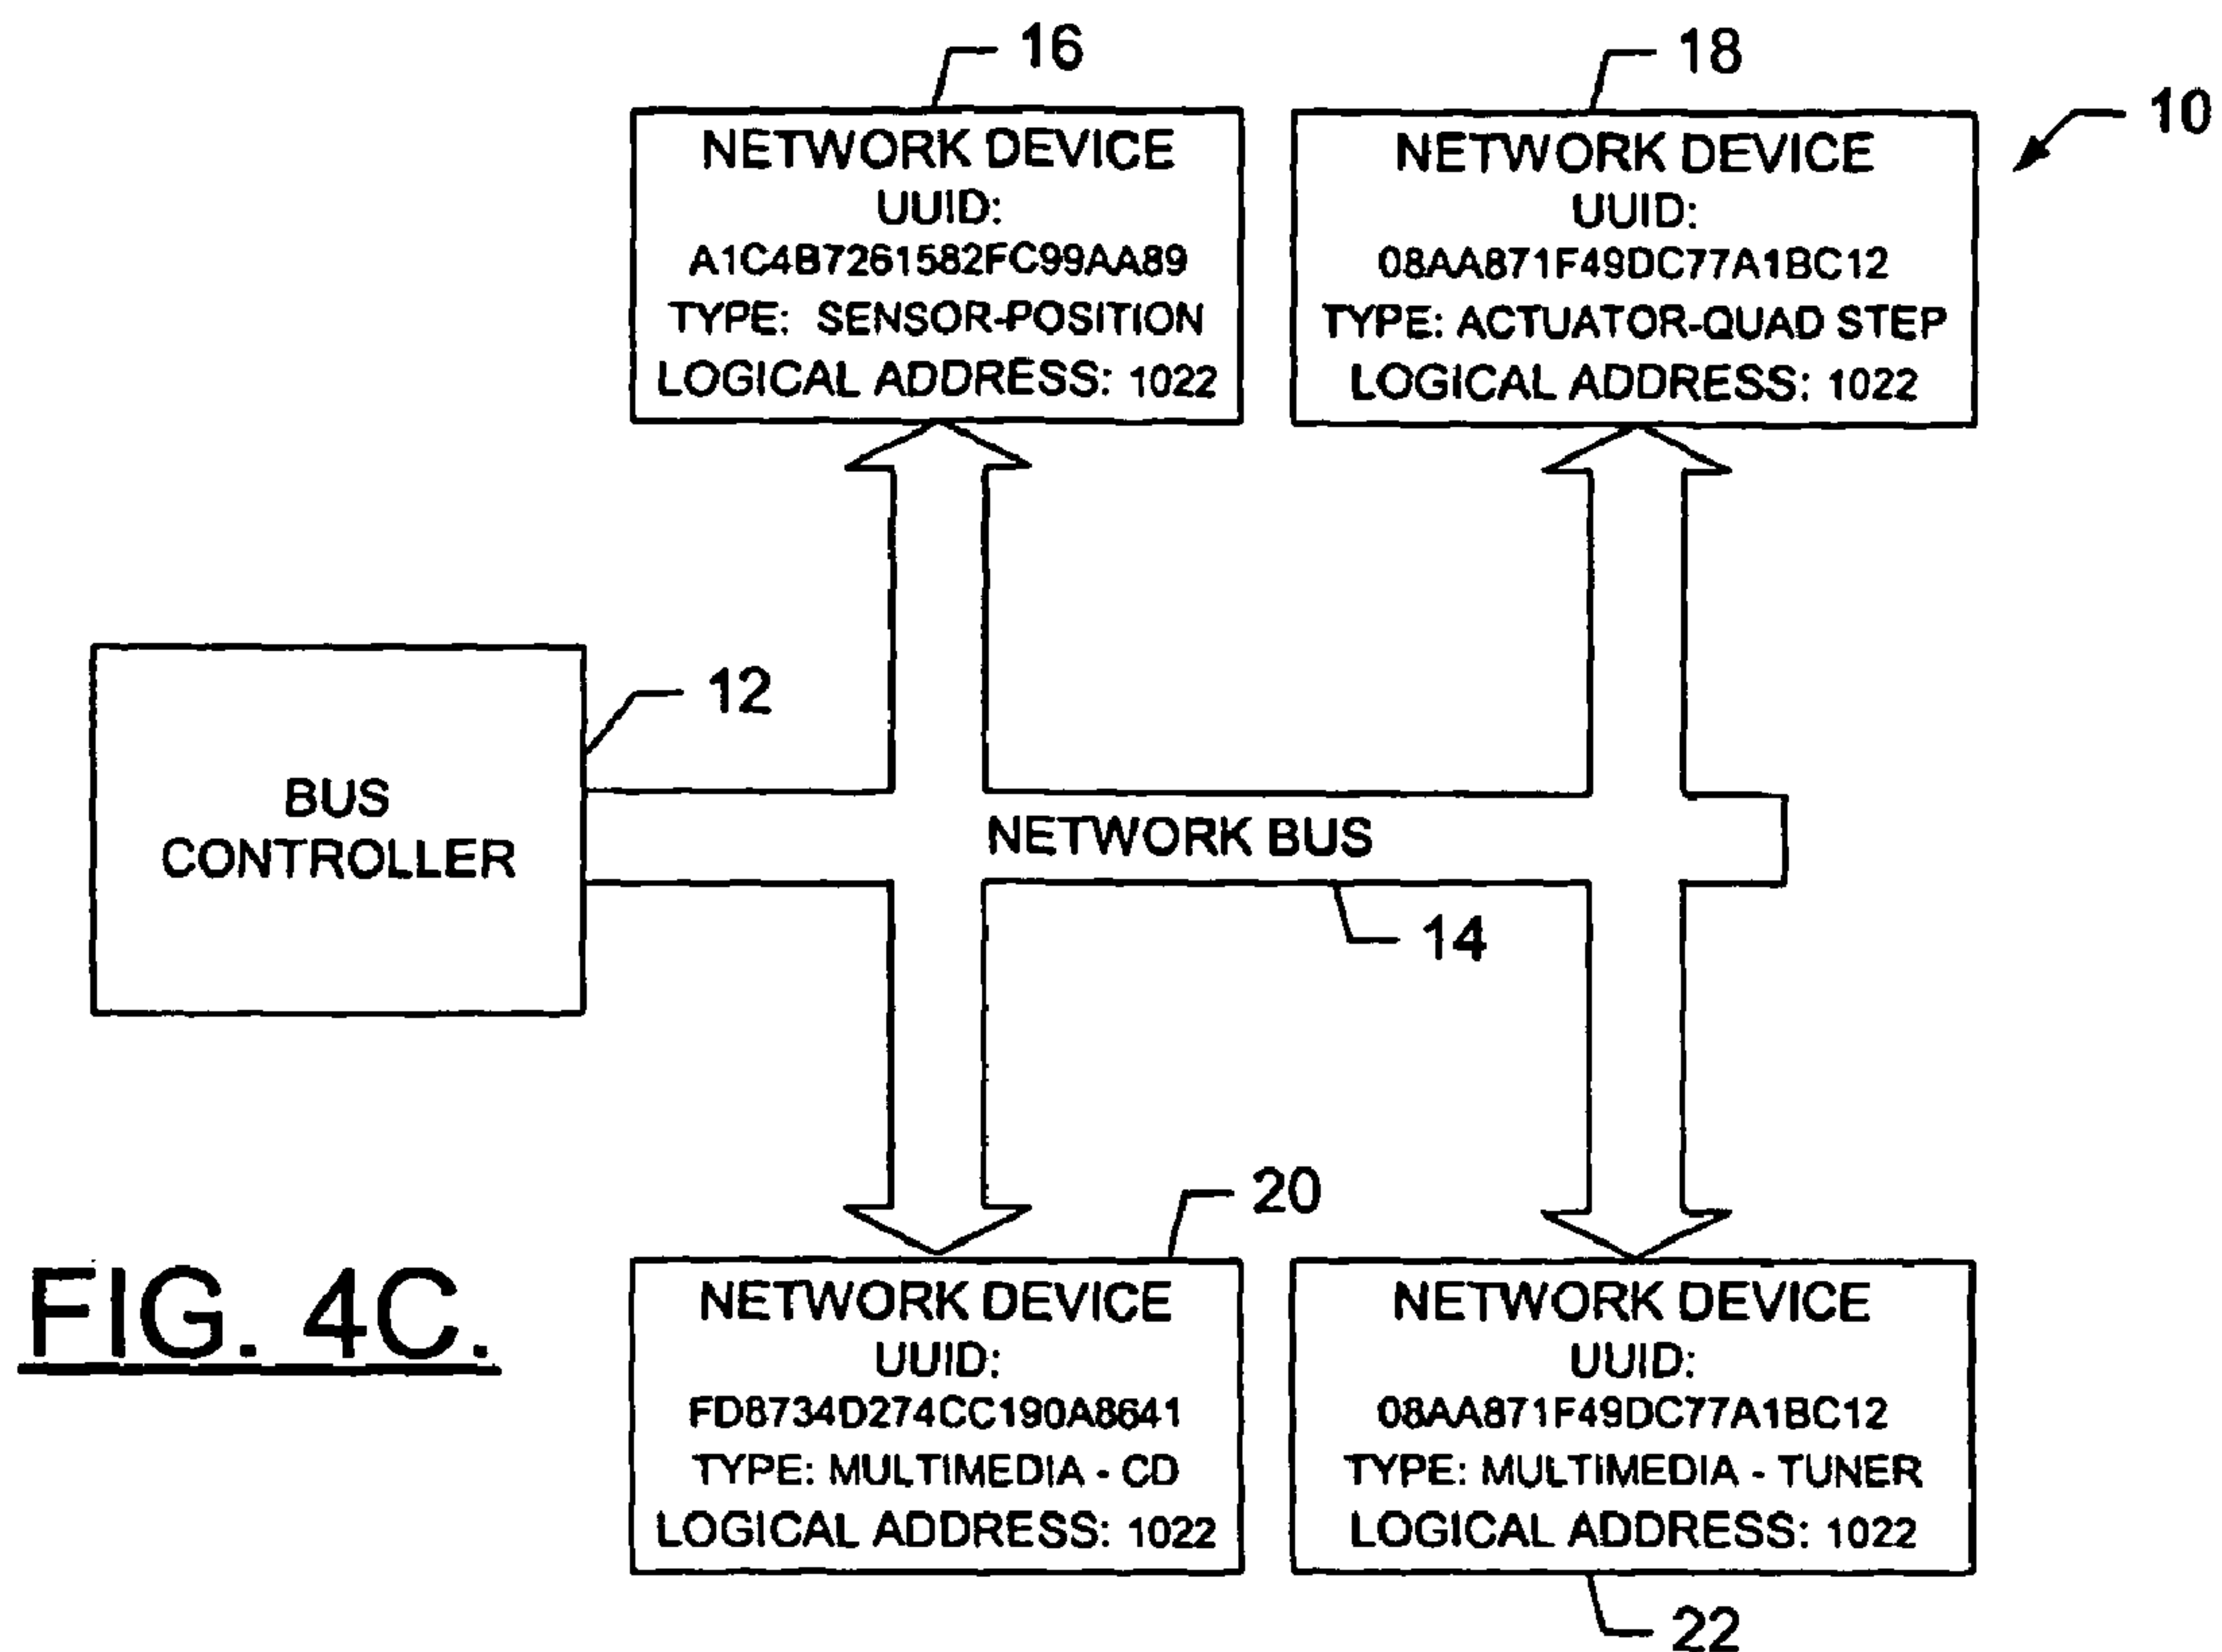 16
18
10
NETWORK DEVICE
UUID:
A1C4B7261582FC99AA89
TYPE: SENSOR-POSITION
LOGICAL ADDRESS: 1022
NETWORK DEVICE
UUID:
08AA871F49DC77A1BC12
TYPE: ACTUATOR-QUAD STEP
LOGICAL ADDRESS: 1022
12
BUS
CONTROLLER
NETWORK BUS
14
20
FIG. 4C.
NETWORK DEVICE
UUID:
FD8734D274CC190A8641
TYPE: MULTIMEDIA - CD
LOGICAL ADDRESS: 1022
NETWORK DEVICE
UUID:
08AA871F49DC77A1BC12
TYPE: MULTIMEDIA - TUNER
LOGICAL ADDRESS: 1022
22